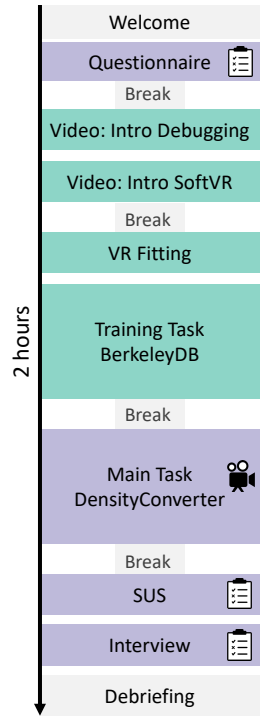 Welcome
Questionnaire
Break
Video: Intro Debugging
Video: Intro SoftVR
Break
VR Fitting
2 hours
Training Task
BerkeleyDB
Break
Main Task
DensityConverter
Break
SUS
Interview
Debriefing